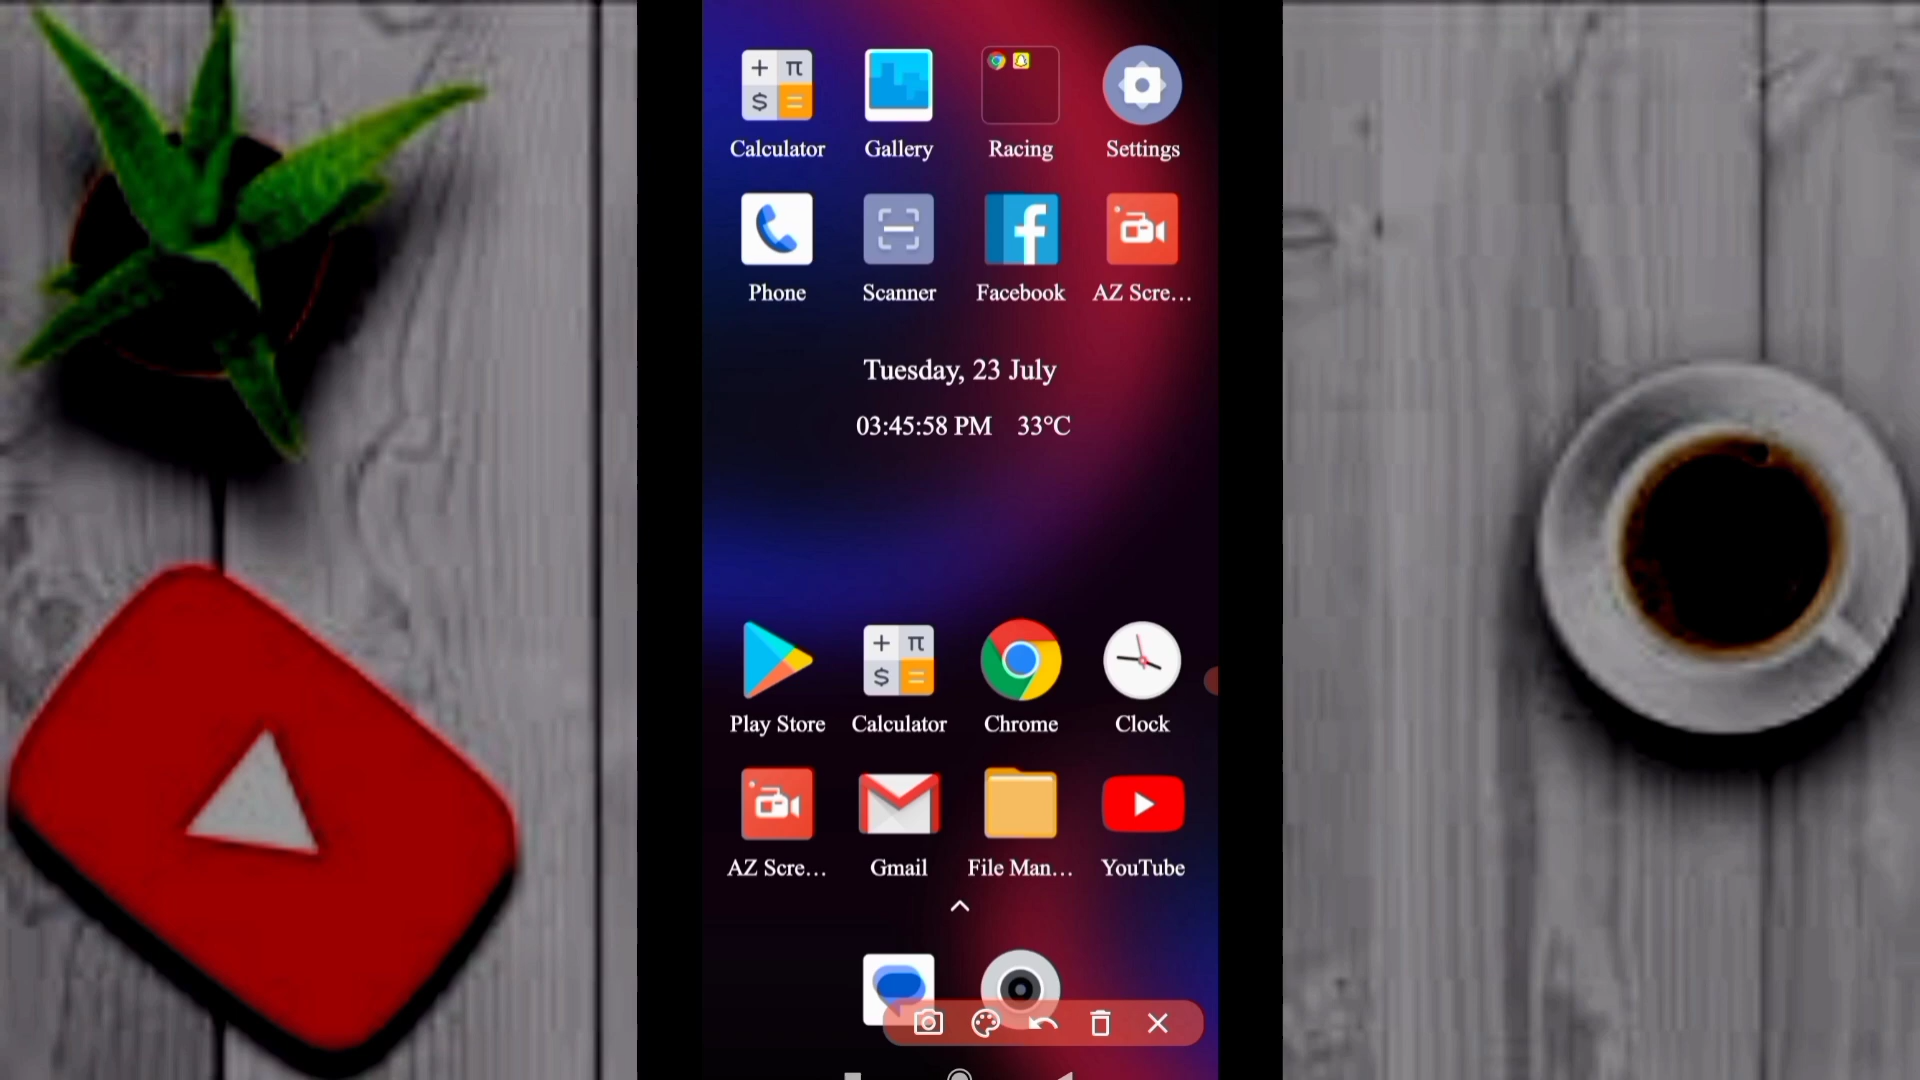 Calculator Gallery Racing Settings
Phone Scanner Facebook AZ Scre...
Tuesday, 23 July
03:45:58 PM 33°C
Play Store Calculator Chrome Clock
AZ Scre... Gmail File Man... YouTube